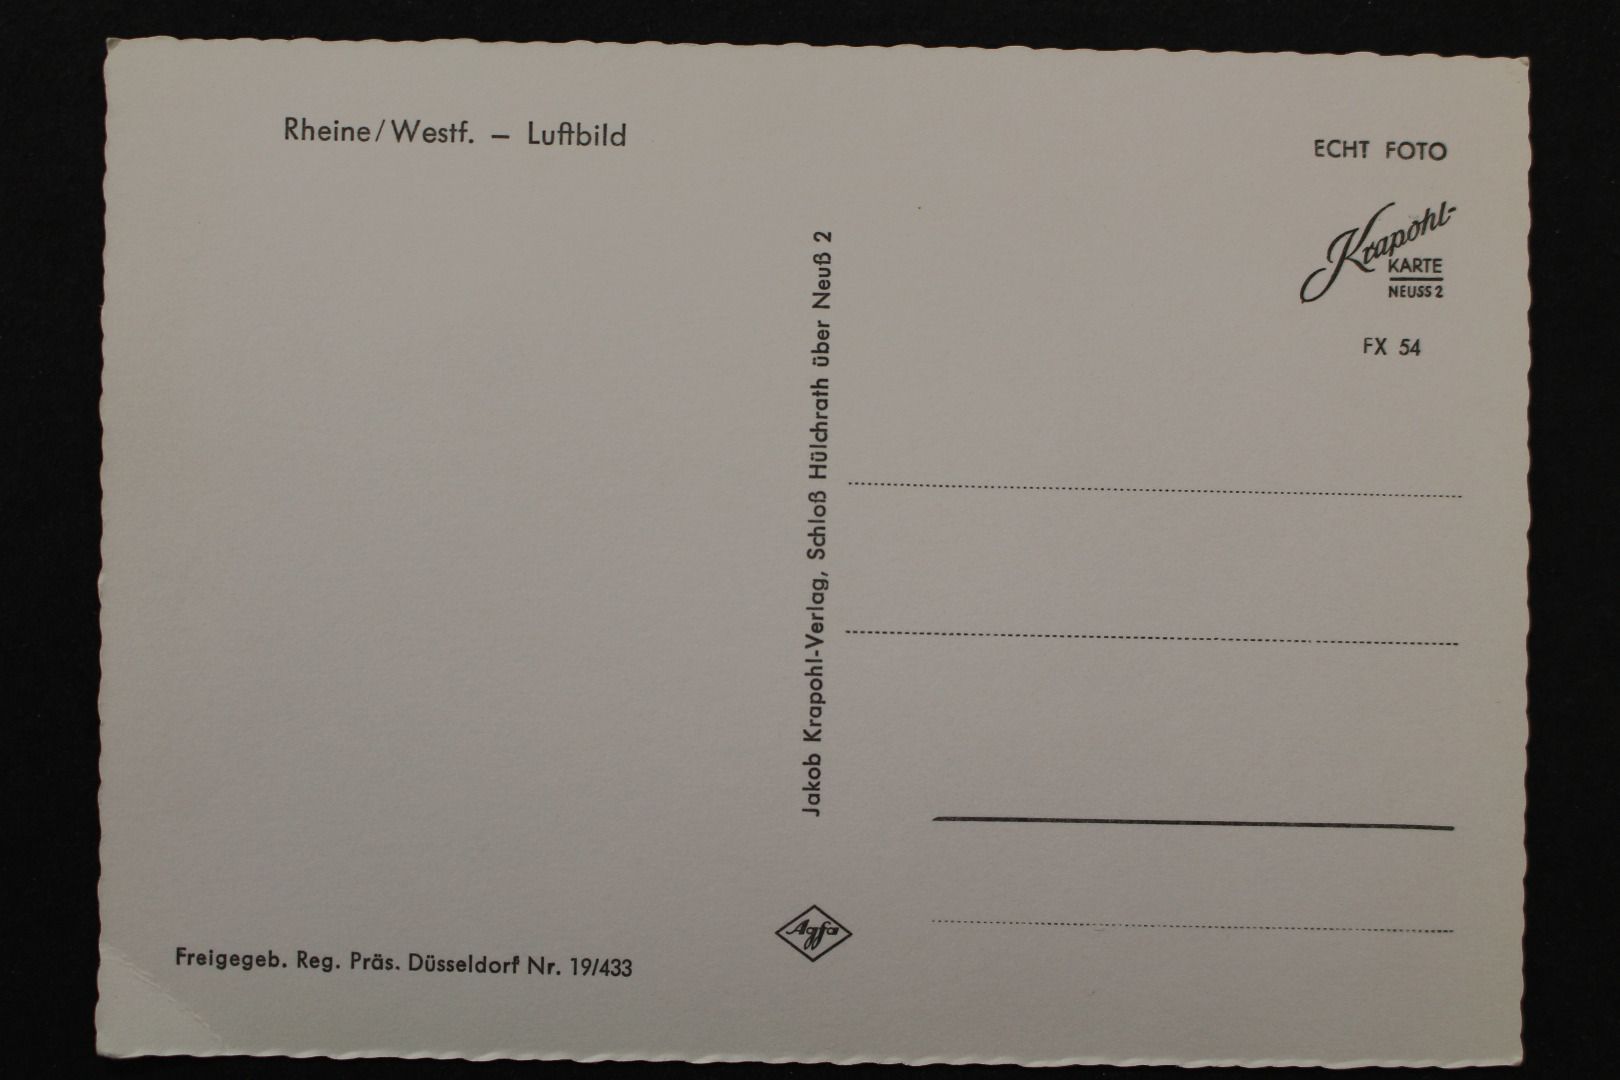 Rheine/Westf. – Luftbild
ECHT FOTO
Krapohl-
KARTE
NEUSS 2
FX 54
Jakob Krapohl-Verlag, Schloß Hülchrath über Neuß 2
Agfa
Freigegeb. Reg. Präs. Düsseldorf Nr. 19/433